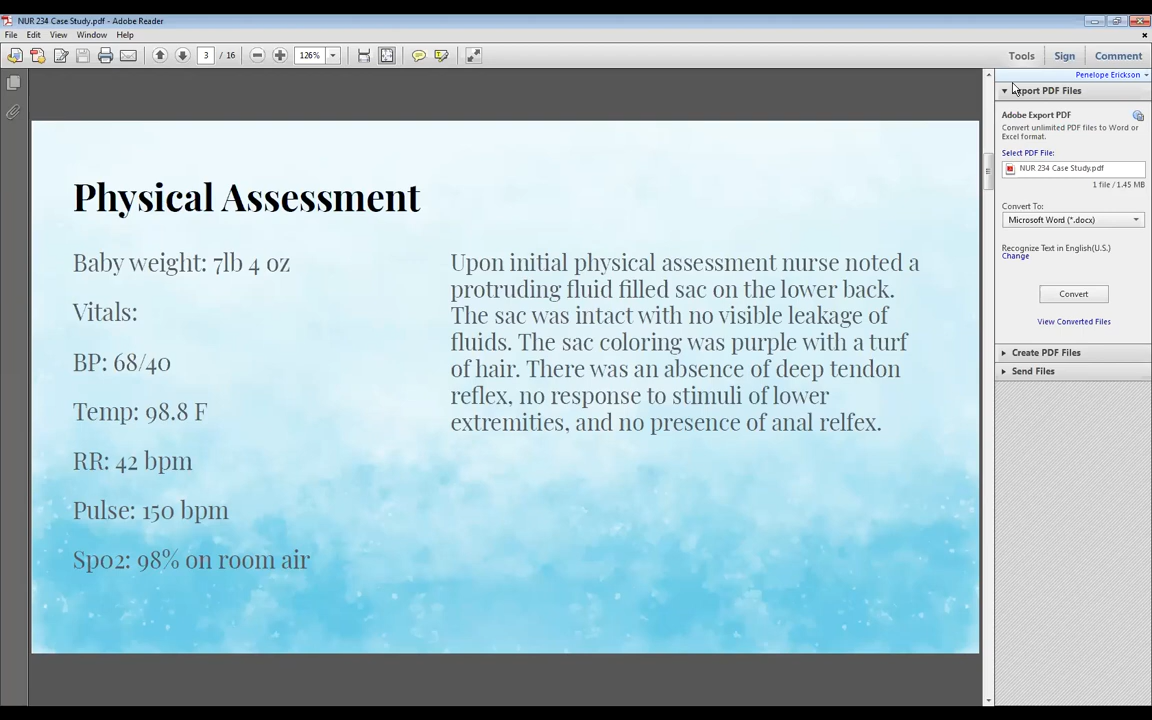 NUR 234 Case Study.pdf - Adobe Reader
File Edit View Window Help
3 / 16
126%
Tools Sign Comment
Penelope Erickson
Export PDF Files
Adobe Export PDF
Convert unlimited PDF files to Word or
Excel format.
Select PDF File:
NUR 234 Case Study.pdf
1 file / 1.45 MB
Convert To:
Microsoft Word (*.docx)
Recognize Text in English(U.S.)
Change
Convert
View Converted Files
Create PDF Files
Send Files
Physical Assessment
Baby weight: 7lb 4 oz
Vitals:
BP: 68/40
Temp: 98.8 F
RR: 42 bpm
Pulse: 150 bpm
Spo2: 98% on room air
Upon initial physical assessment nurse noted a
protruding fluid filled sac on the lower back.
The sac was intact with no visible leakage of
fluids. The sac coloring was purple with a turf
of hair. There was an absence of deep tendon
reflex, no response to stimuli of lower
extremities, and no presence of anal relfex.